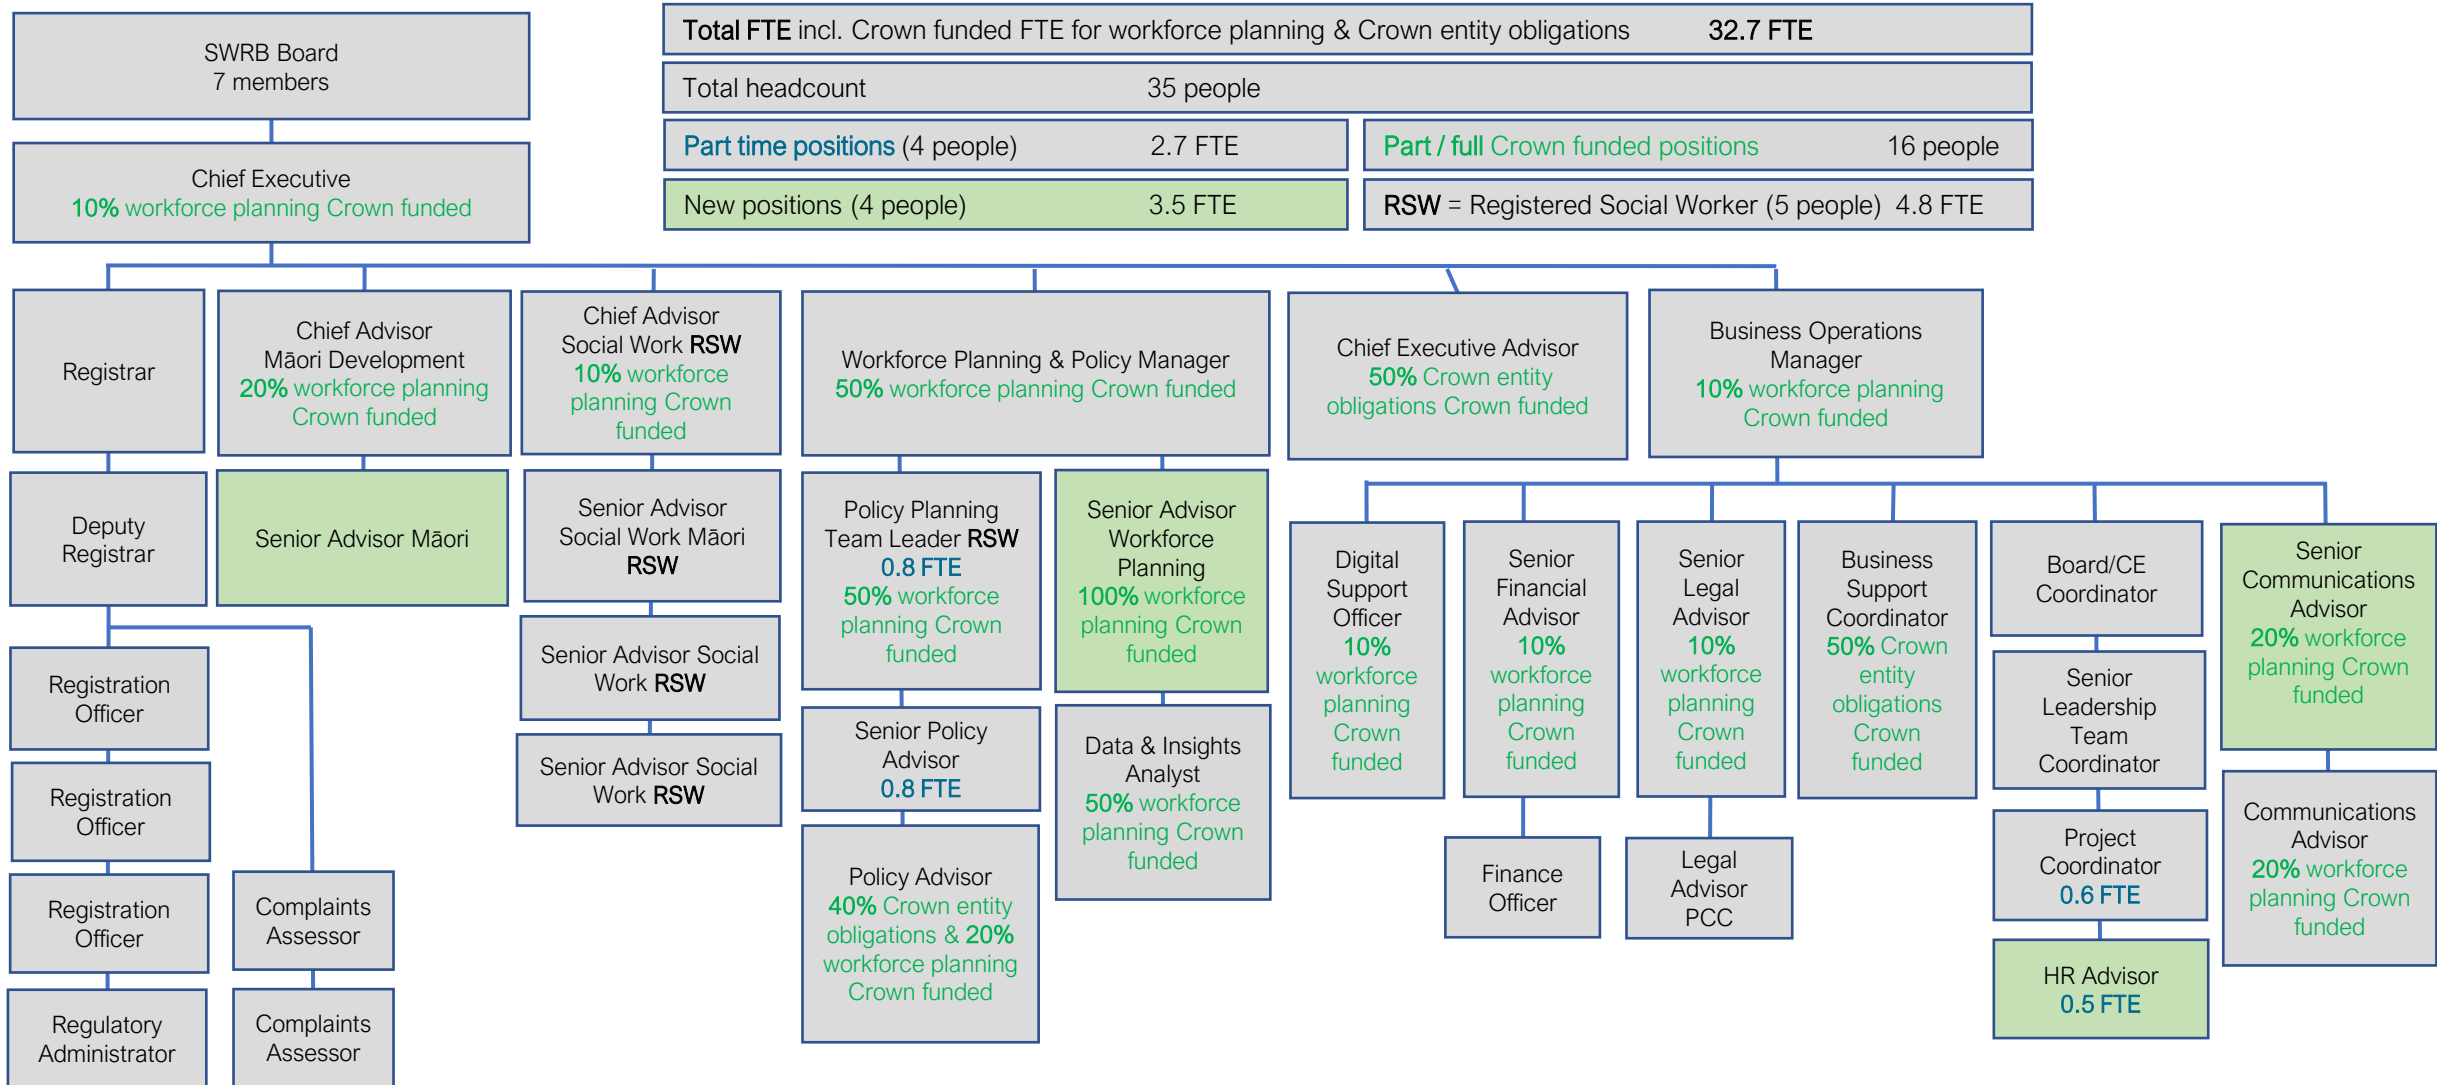 SWRB Board
7 members
Chief Executive
10% workforce planning Crown funded
Total FTE incl. Crown funded FTE for workforce planning & Crown entity obligations 32.7 FTE
Total headcount 35 people
Part time positions (4 people) 2.7 FTE
Part / full Crown funded positions 16 people
New positions (4 people) 3.5 FTE
RSW = Registered Social Worker (5 people) 4.8 FTE
Registrar
Chief Advisor
Māori Development
20% workforce planning
Crown funded
Chief Advisor
Social Work RSW
10% workforce
planning Crown
funded
Workforce Planning & Policy Manager
50% workforce planning Crown funded
Chief Executive Advisor
50% Crown entity
obligations Crown funded
Business Operations
Manager
10% workforce planning
Crown funded
Deputy
Registrar
Senior Advisor Māori
Senior Advisor
Social Work Māori
RSW
Policy Planning
Team Leader RSW
0.8 FTE
50% workforce
planning Crown
funded
Senior Advisor
Workforce
Planning
100% workforce
planning Crown
funded
Digital
Support
Officer
10%
workforce
planning
Crown
funded
Senior
Financial
Advisor
10%
workforce
planning
Crown
funded
Senior
Legal
Advisor
10%
workforce
planning
Crown
funded
Business
Support
Coordinator
50% Crown
entity
obligations
Crown
funded
Board/CE
Coordinator
Senior
Communications
Advisor
20% workforce
planning Crown
funded
Registration
Officer
Senior Advisor Social
Work RSW
Senior Policy
Advisor
0.8 FTE
Data & Insights
Analyst
50% workforce
planning Crown
funded
Senior
Leadership
Team
Coordinator
Registration
Officer
Senior Advisor Social
Work RSW
Policy Advisor
40% Crown entity
obligations & 20%
workforce planning
Crown funded
Finance
Officer
Legal
Advisor
PCC
Project
Coordinator
0.6 FTE
Communications
Advisor
20% workforce
planning Crown
funded
Registration
Officer
Complaints
Assessor
HR Advisor
0.5 FTE
Regulatory
Administrator
Complaints
Assessor